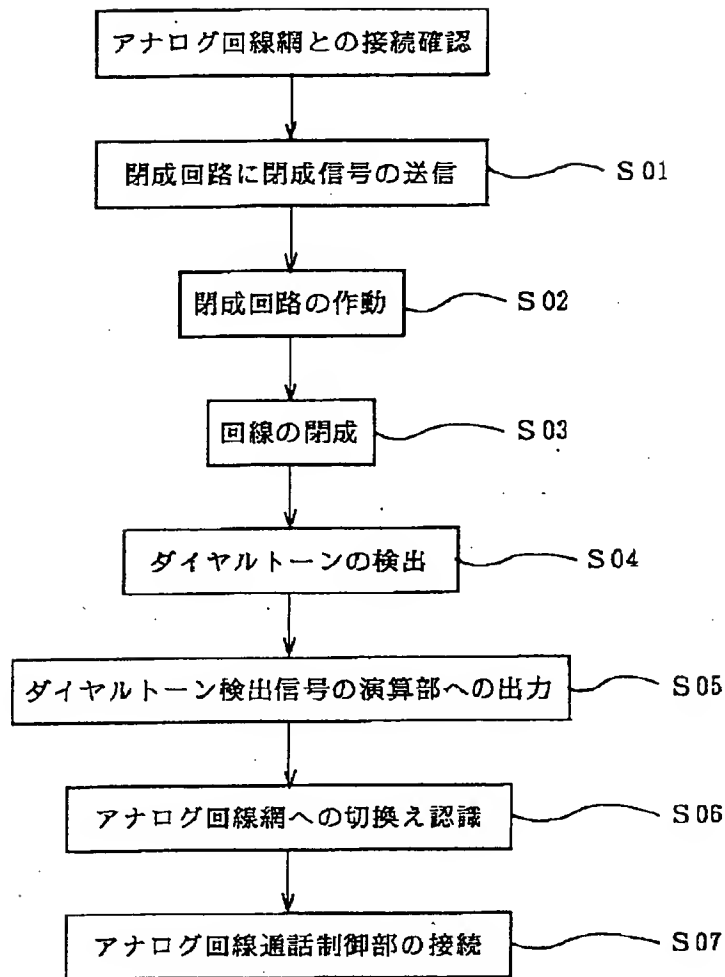 アナログ回線網との接続確認
閉成回路に閉成信号の送信
S01
閉成回路の作動
S02
回線の閉成
S03
ダイヤルトーンの検出
S04
ダイヤルトーン検出信号の演算部への出力
S05
アナログ回線網への切換え認識
S06
アナログ回線通話制御部の接続
S07